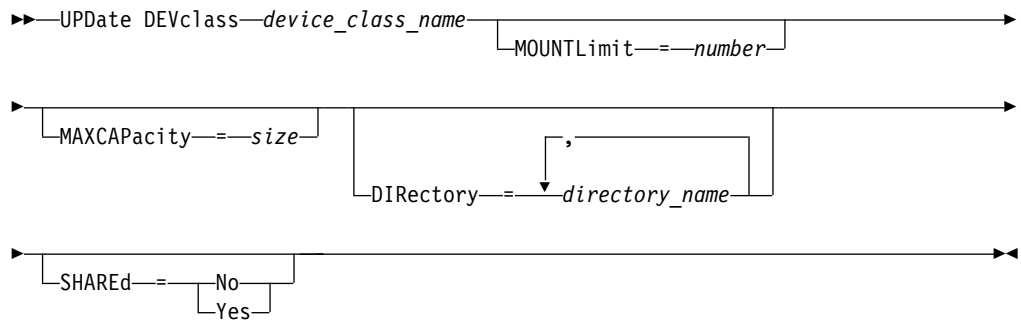 UPDate DEVclass device_class_name
MOUNTLimit = number
MAXCAPacity = size
,
DIRectory = directory_name
SHAREd = No
Yes